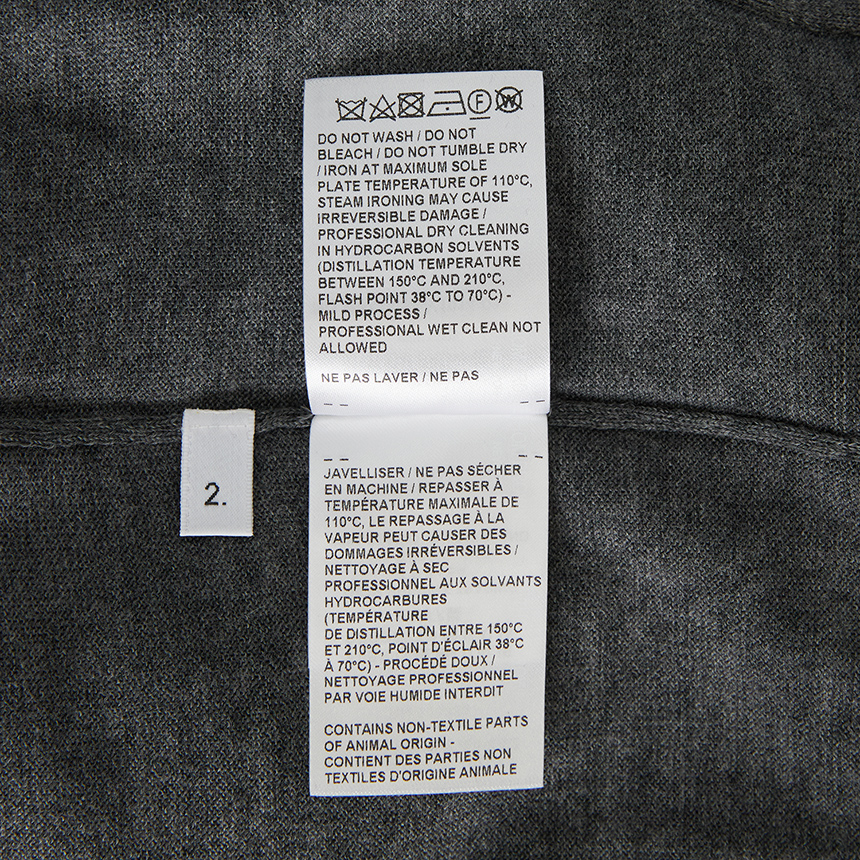 F W
DO NOT WASH / DO NOT
BLEACH / DO NOT TUMBLE DRY
/ IRON AT MAXIMUM SOLE
PLATE TEMPERATURE OF 110°C,
STEAM IRONING MAY CAUSE
IRREVERSIBLE DAMAGE /
PROFESSIONAL DRY CLEANING
IN HYDROCARBON SOLVENTS
(DISTILLATION TEMPERATURE
BETWEEN 150°C AND 210°C,
FLASH POINT 38°C TO 70°C) -
MILD PROCESS /
PROFESSIONAL WET CLEAN NOT
ALLOWED
NE PAS LAVER / NE PAS
2.
JAVELLISER / NE PAS SÉCHER
EN MACHINE / REPASSER À
TEMPÉRATURE MAXIMALE DE
110°C, LE REPASSAGE À LA
VAPEUR PEUT CAUSER DES
DOMMAGES IRRÉVERSIBLES /
NETTOYAGE À SEC
PROFESSIONNEL AUX SOLVANTS
HYDROCARBURES
(TEMPÉRATURE
DE DISTILLATION ENTRE 150°C
ET 210°C, POINT D'ÉCLAIR 38°C
À 70°C) - PROCÉDÉ DOUX /
NETTOYAGE PROFESSIONNEL
PAR VOIE HUMIDE INTERDIT
CONTAINS NON-TEXTILE PARTS
OF ANIMAL ORIGIN -
CONTIENT DES PARTIES NON
TEXTILES D'ORIGINE ANIMALE